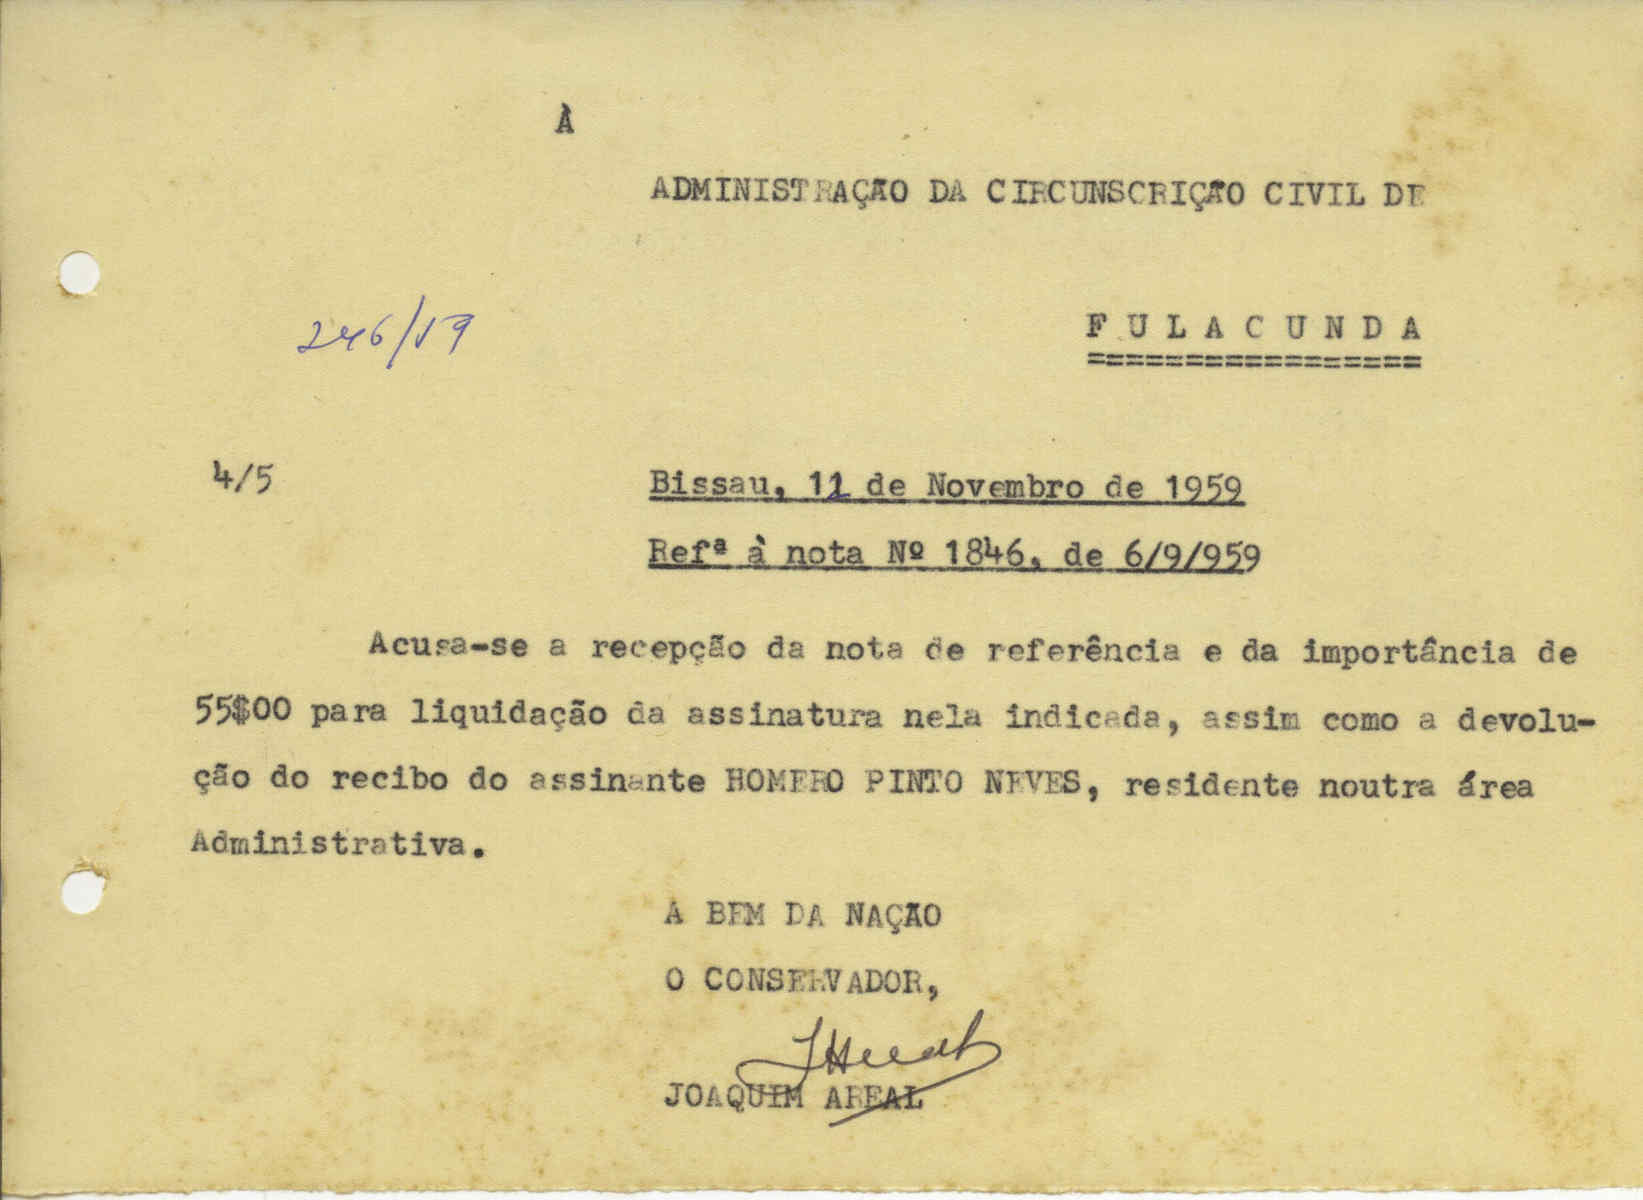 À
ADMINISTRAÇÃO DA CIRCUNSCRIÇÃO CIVIL DE
246/59
F U L A C U N D A
=================
4/5
Bissau, 11 de Novembro de 1959
Refª à nota Nº 1846, de 6/9/959
Acusa-se a recepção da nota de referência e da importância de
55$00 para liquidação da assinatura nela indicada, assim como a devolu-
ção do recibo do assinante HOMERO PINTO NEVES, residente noutra área
Administrativa.
A BEM DA NAÇÃO
O CONSERVADOR,
JOAQUIM AREAL